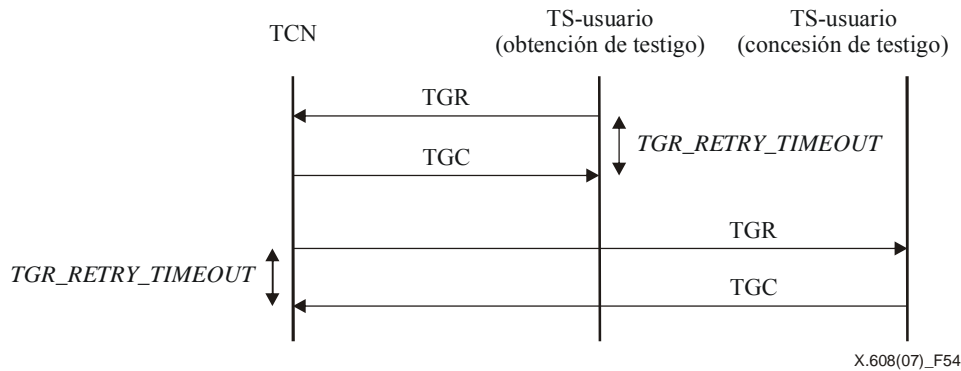 TCN
TS-usuario
(obtención de testigo)
TS-usuario
(concesión de testigo)
TGR
TGR_RETRY_TIMEOUT
TGC
TGR
TGR_RETRY_TIMEOUT
TGC
X.608(07)_F54